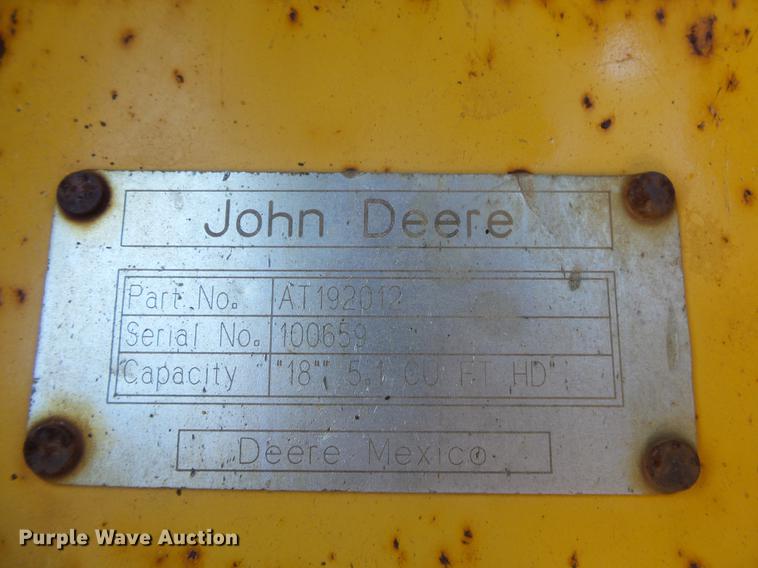 John Deere
Part No. AT192012
Serial No. 100659
Capacity "18"" 5.1 CU FT HD"
Deere Mexico
Purple Wave Auction